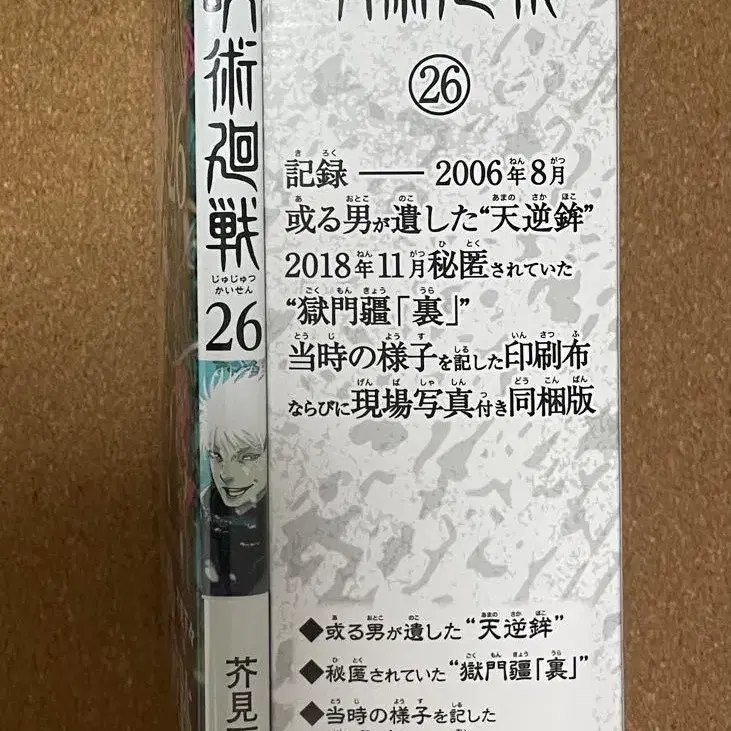 呪術廻戦
じゅじゅつ
かいせん
26
芥見
呪術廻戦
㉖
記録 ── 2006年8月
或る男が遺した“天逆鉾”
2018年11月秘匿されていた
“獄門疆「裏」”
当時の様子を記した印刷布
ならびに現場写真付き同梱版
◆或る男が遺した“天逆鉾”
◆秘匿されていた“獄門疆「裏」”
◆当時の様子を記した